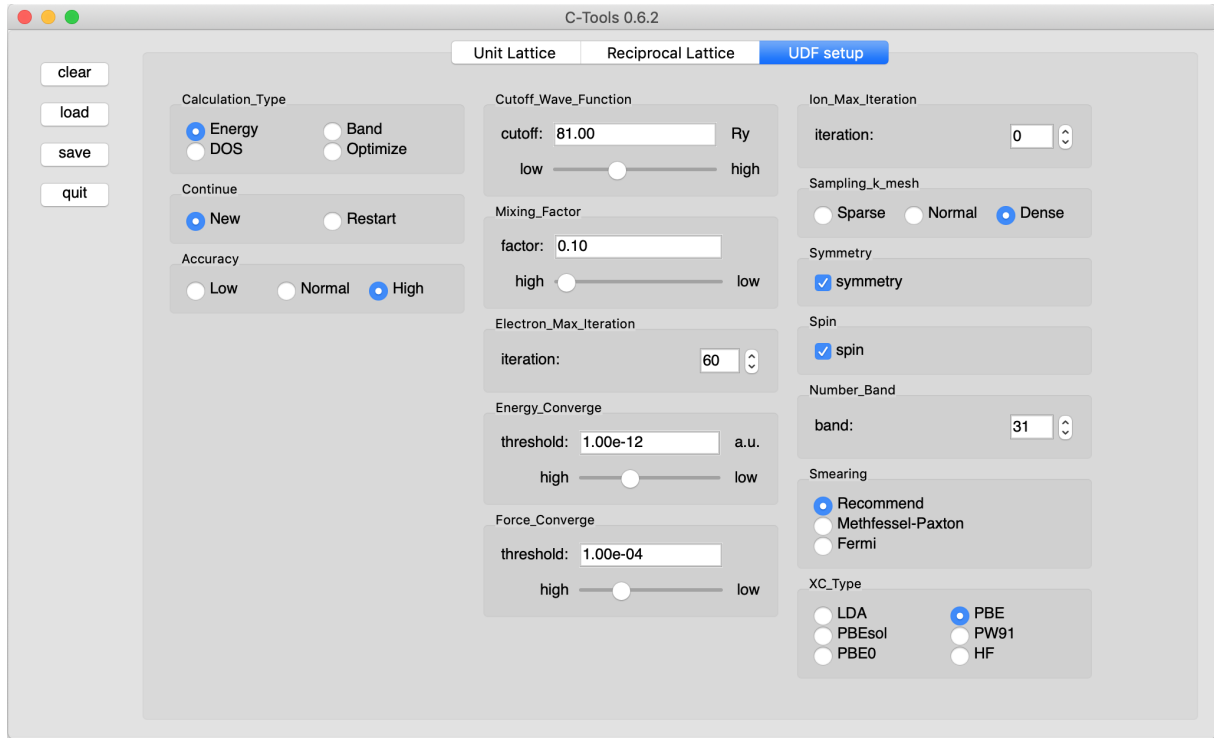 C-Tools 0.6.2
Unit Lattice Reciprocal Lattice UDF setup
clear
load
save
quit
Calculation_Type
Energy Band
DOS Optimize
Continue
New Restart
Accuracy
Low Normal High
Cutoff_Wave_Function
cutoff: 81.00 Ry
low high
Mixing_Factor
factor: 0.10
high low
Electron_Max_Iteration
iteration: 60
Energy_Converge
threshold: 1.00e-12 a.u.
high low
Force_Converge
threshold: 1.00e-04
high low
Ion_Max_Iteration
iteration: 0
Sampling_k_mesh
Sparse Normal Dense
Symmetry
symmetry
Spin
spin
Number_Band
band: 31
Smearing
Recommend
Methfessel-Paxton
Fermi
XC_Type
LDA PBE
PBEsol PW91
PBE0 HF